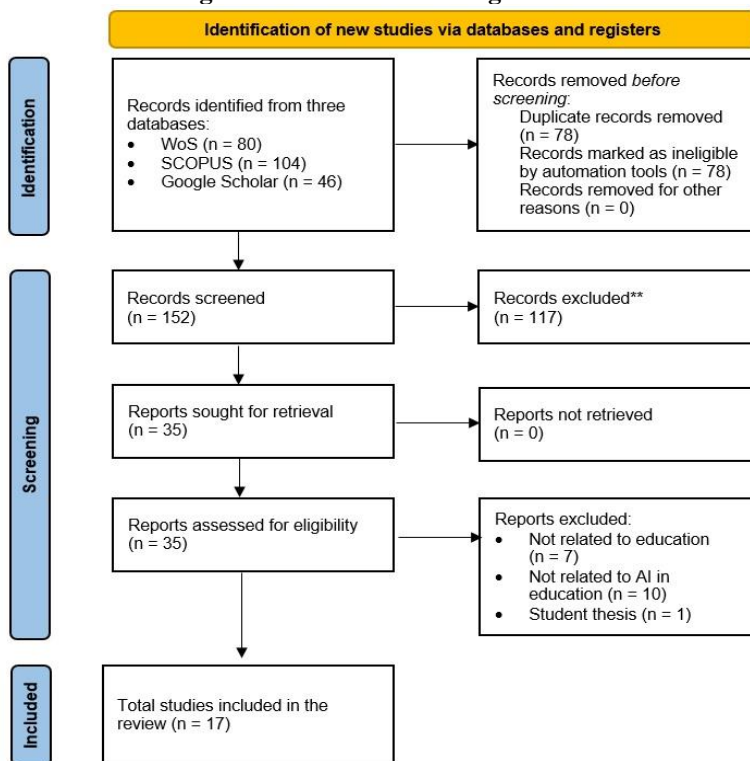 Identification of new studies via databases and registers
Identification
Records identified from three
databases:
• WoS (n = 80)
• SCOPUS (n = 104)
• Google Scholar (n = 46)
Records removed before
screening:
Duplicate records removed
(n = 78)
Records marked as ineligible
by automation tools (n = 78)
Records removed for other
reasons (n = 0)
Screening
Records screened
(n = 152)
Records excluded**
(n = 117)
Reports sought for retrieval
(n = 35)
Reports not retrieved
(n = 0)
Reports assessed for eligibility
(n = 35)
Reports excluded:
• Not related to education
(n = 7)
• Not related to AI in
education (n = 10)
• Student thesis (n = 1)
Included
Total studies included in the
review (n = 17)